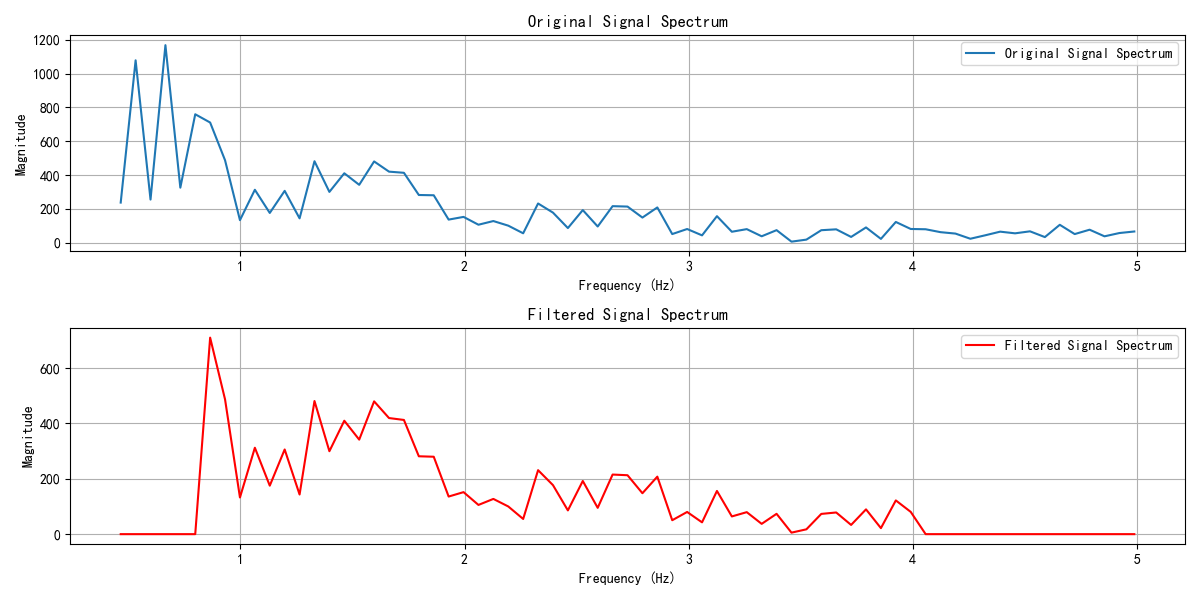 Original Signal Spectrum
1200
1000
800
600
400
200
0
Magnitude
Original Signal Spectrum
1 2 3 4 5
Frequency (Hz)
Filtered Signal Spectrum
600
400
200
0
Magnitude
Filtered Signal Spectrum
1 2 3 4 5
Frequency (Hz)